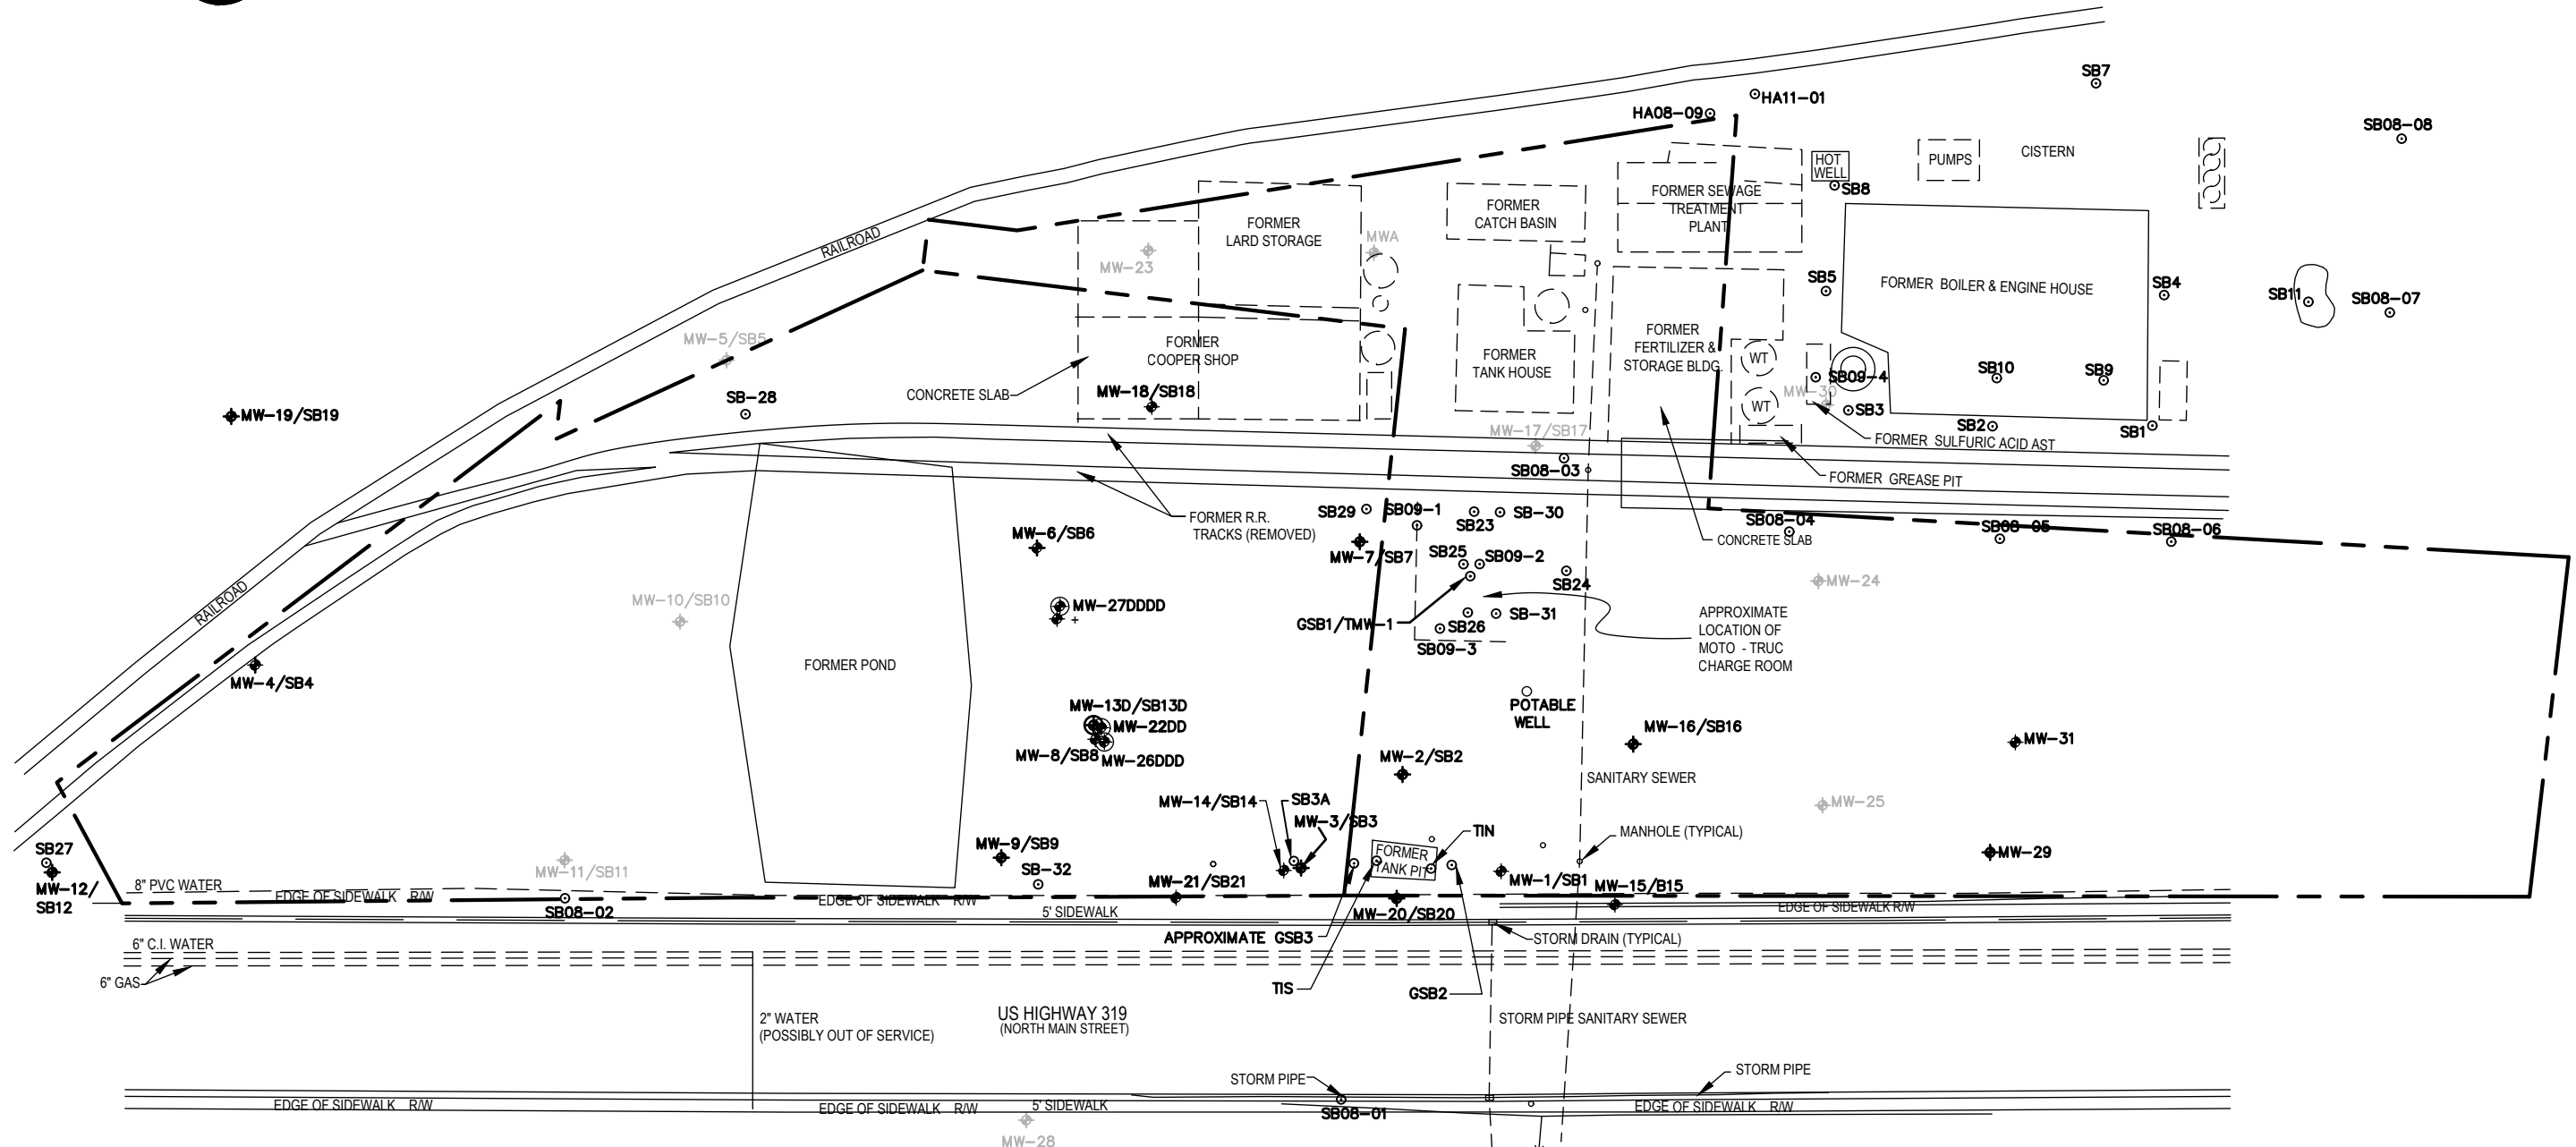 SB7
HA11-01
HA08-09
SB08-08
HOT
WELL
PUMPS
CISTERN
SB8
FORMER SEWAGE
TREATMENT
PLANT
FORMER
LARD STORAGE
FORMER
CATCH BASIN
MWA
RAILROAD
MW-23
SB5
FORMER BOILER & ENGINE HOUSE
SB4
SB11
SB08-07
MW-5/SB5
FORMER
COOPER SHOP
FORMER
TANK HOUSE
FORMER
FERTILIZER &
STORAGE BLDG.
WT
WT
SB09-4
MW-30
SB10
SB9
CONCRETE SLAB
MW-18/SB18
SB-28
MW-19/SB19
SB3
SB2
SB1
MW-17/SB17
FORMER SULFURIC ACID AST
SB08-03
FORMER GREASE PIT
FORMER R.R.
TRACKS (REMOVED)
SB29
SB09-1
SB23
SB-30
SB08-04
SB08-05
SB08-06
CONCRETE SLAB
MW-6/SB6
MW-7/SB7
SB25
SB09-2
SB24
MW-24
RAILROAD
MW-10/SB10
MW-27DDDD
GSB1/TMW-1
SB26
SB-31
SB09-3
APPROXIMATE
LOCATION OF
MOTO - TRUC
CHARGE ROOM
FORMER POND
MW-4/SB4
POTABLE
WELL
MW-13D/SB13D
MW-22DD
MW-8/SB8
MW-26DDD
MW-2/SB2
MW-16/SB16
MW-31
SANITARY SEWER
MW-14/SB14
SB3A
MW-3/SB3
MW-25
TIN
MANHOLE (TYPICAL)
FORMER
TANK PIT
MW-9/SB9
MW-29
SB27
MW-12/
SB12
MW-11/SB11
SB-32
MW-21/SB21
MW-1/SB1
MW-15/B15
8" PVC WATER
EDGE OF SIDEWALK R/W
SB08-02
EDGE OF SIDEWALK R/W
5' SIDEWALK
MW-20/SB20
EDGE OF SIDEWALK R/W
APPROXIMATE GSB3
STORM DRAIN (TYPICAL)
6" C.I. WATER
6" GAS
TIS
GSB2
2" WATER
(POSSIBLY OUT OF SERVICE)
US HIGHWAY 319
(NORTH MAIN STREET)
STORM PIPE SANITARY SEWER
STORM PIPE
STORM PIPE
EDGE OF SIDEWALK R/W
EDGE OF SIDEWALK R/W
5' SIDEWALK
SB08-01
EDGE OF SIDEWALK R/W
MW-28